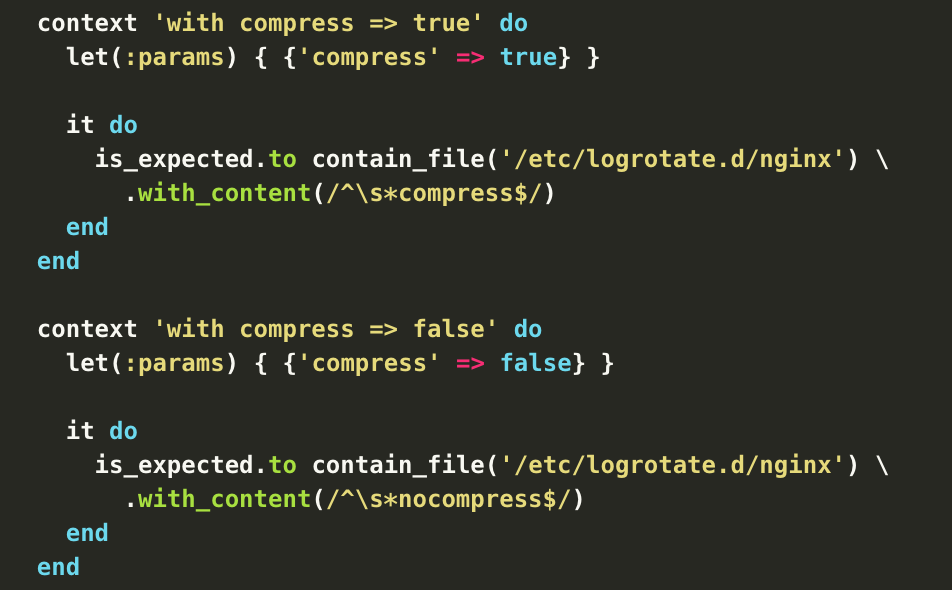 context 'with compress => true' do
  let(:params) { {'compress' => true} }

  it do
    is_expected.to contain_file('/etc/logrotate.d/nginx') \
      .with_content(/^\s*compress$/)
  end
end

context 'with compress => false' do
  let(:params) { {'compress' => false} }

  it do
    is_expected.to contain_file('/etc/logrotate.d/nginx') \
      .with_content(/^\s*nocompress$/)
  end
end